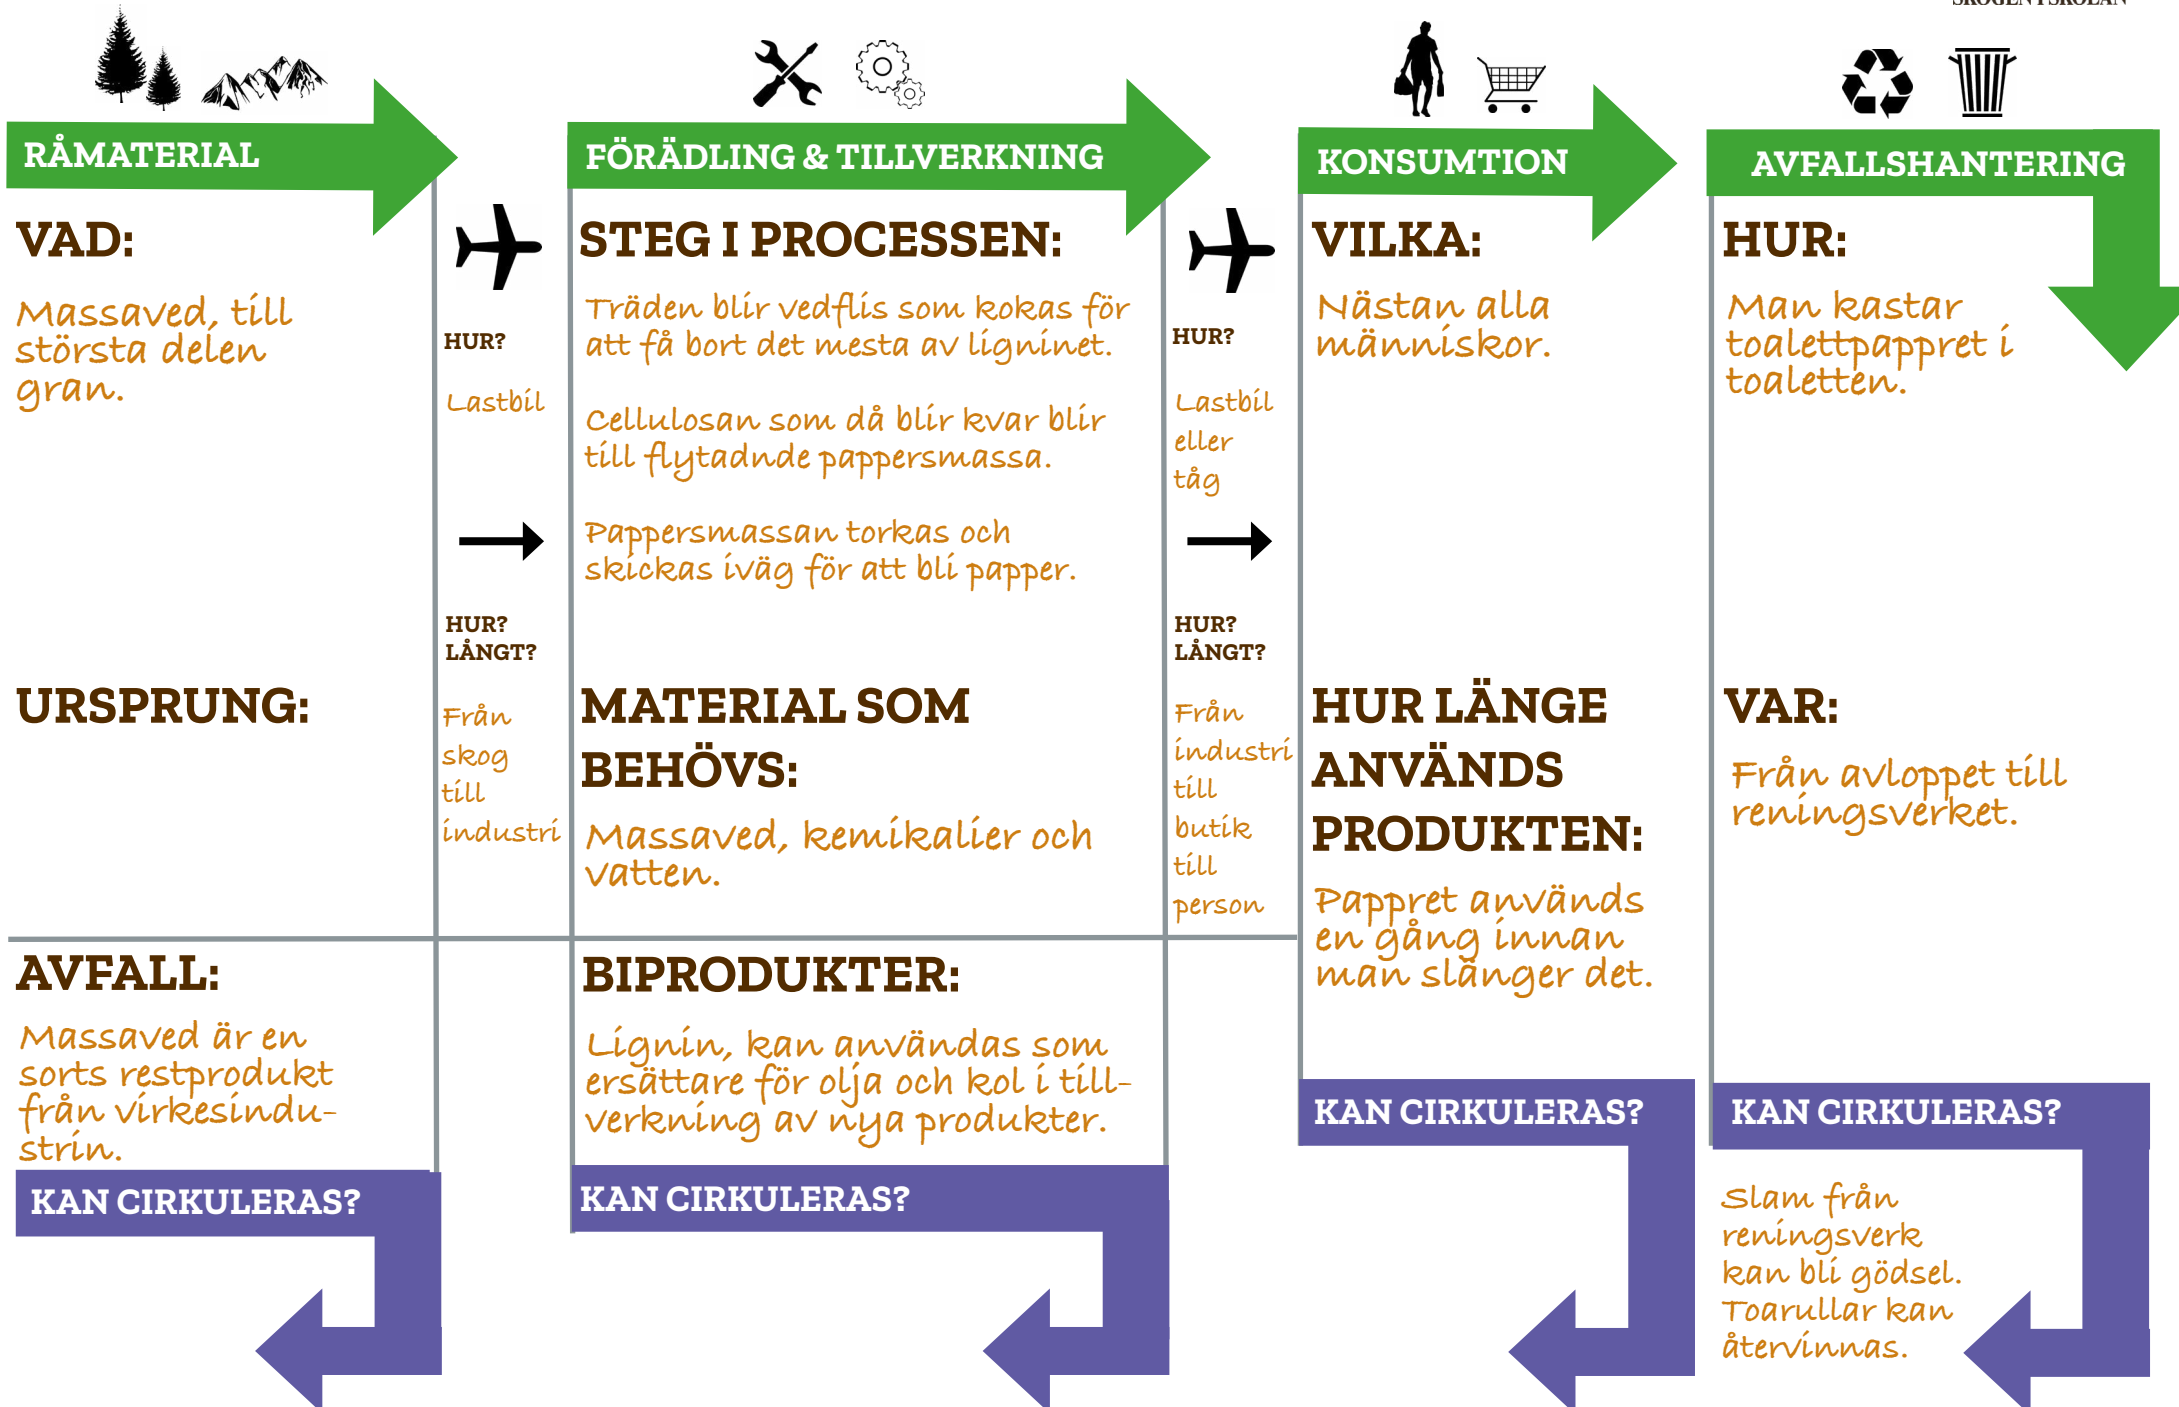 RÅMATERIAL
VAD:
Massaved, till
största delen
gran.
URSPRUNG:
AVFALL:
Massaved är en
sorts restprodukt
från virkesindu-
strin.
KAN CIRKULERAS?
HUR?
Lastbil
HUR?
LÅNGT?
Från
skog
till
industri
FÖRÄDLING & TILLVERKNING
STEG I PROCESSEN:
Träden blir vedflis som kokas för
att få bort det mesta av ligninet.
Cellulosan som då blir kvar blir
till flytadnde pappersmassa.
Pappersmassan torkas och
skickas iväg för att bli papper.
MATERIAL SOM
BEHÖVS:
Massaved, kemikalier och
vatten.
BIPRODUKTER:
Lignin, kan användas som
ersättare för olja och kol i till-
verkning av nya produkter.
KAN CIRKULERAS?
HUR?
Lastbil
eller
tåg
HUR?
LÅNGT?
Från
industri
till
butik
till
person
KONSUMTION
VILKA:
Nästan alla
människor.
HUR LÄNGE
ANVÄNDS
PRODUKTEN:
Pappret används
en gång innan
man slänger det.
KAN CIRKULERAS?
SKOGEN I SKOLAN
AVFALLSHANTERING
HUR:
Man kastar
toalettpappret i
toaletten.
VAR:
Från avloppet till
reningsverket.
KAN CIRKULERAS?
Slam från
reningsverk
kan bli gödsel.
Toarullar kan
återvinnas.